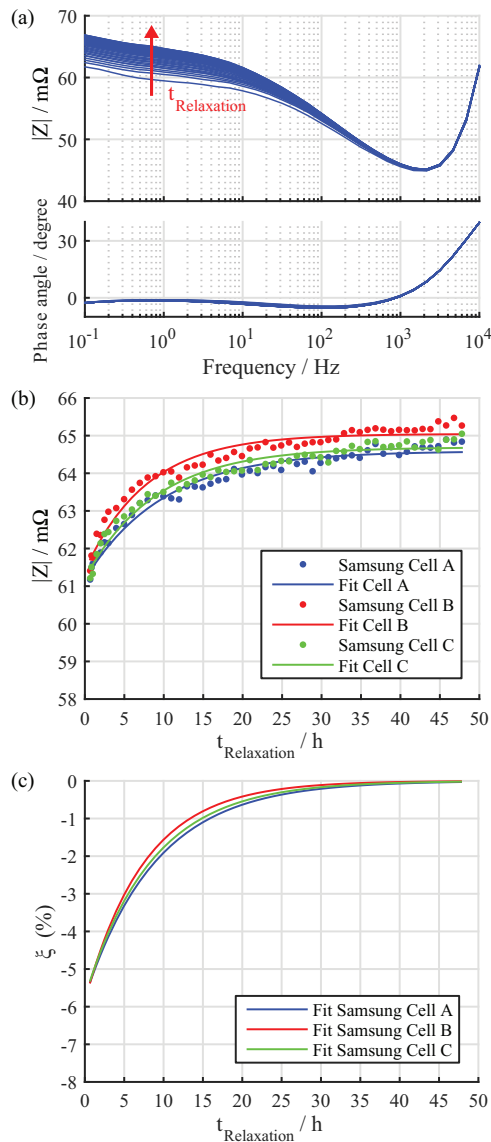 (a)
|Z| / mΩ
60
50
40
t_Relaxation
Phase angle / degree
30
0
10^-1
10^0
10^1
10^2
10^3
10^4
Frequency / Hz
(b)
|Z| / mΩ
66
65
64
63
62
61
60
59
58
Samsung Cell A
Fit Cell A
Samsung Cell B
Fit Cell B
Samsung Cell C
Fit Cell C
0 5 10 15 20 25 30 35 40 45 50
t_Relaxation / h
(c)
ξ (%)
0
-1
-2
-3
-4
-5
-6
-7
-8
Fit Samsung Cell A
Fit Samsung Cell B
Fit Samsung Cell C
0 5 10 15 20 25 30 35 40 45 50
t_Relaxation / h